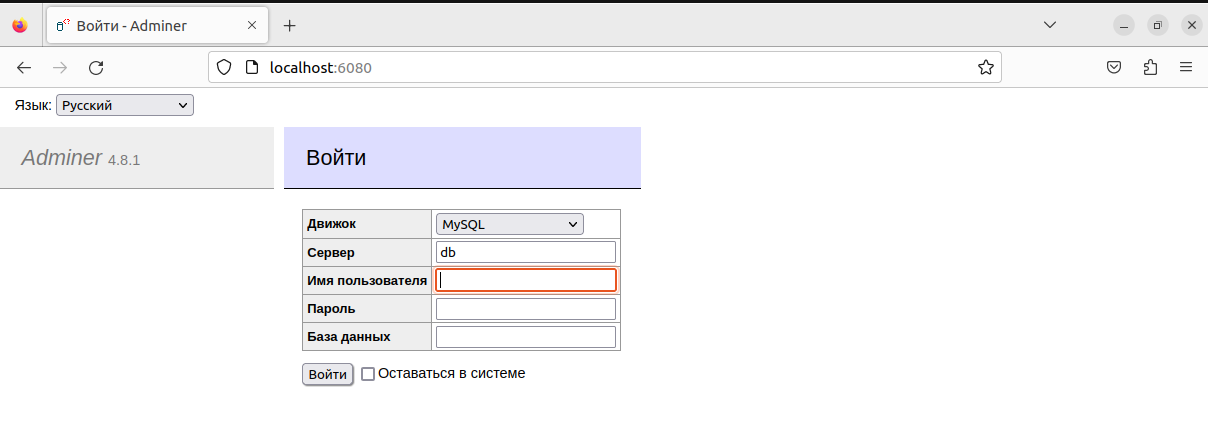 Войти - Adminer
localhost:6080
Язык: Русский
Adminer 4.8.1
Войти
Движок MySQL
Сервер db
Имя пользователя
Пароль
База данных
Войти Оставаться в системе